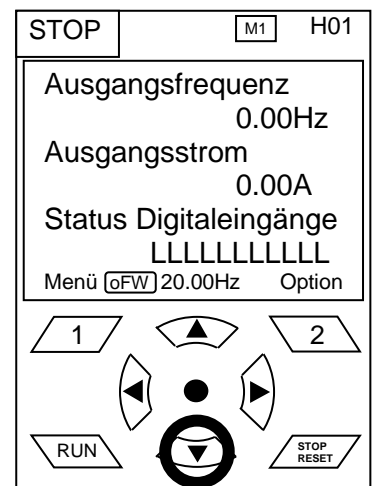 STOP M1 H01
Ausgangsfrequenz
0.00Hz
Ausgangsstrom
0.00A
Status Digitaleingänge
LLLLLLLLLLL
Menü oFW 20.00Hz Option
1 2
RUN STOP
RESET